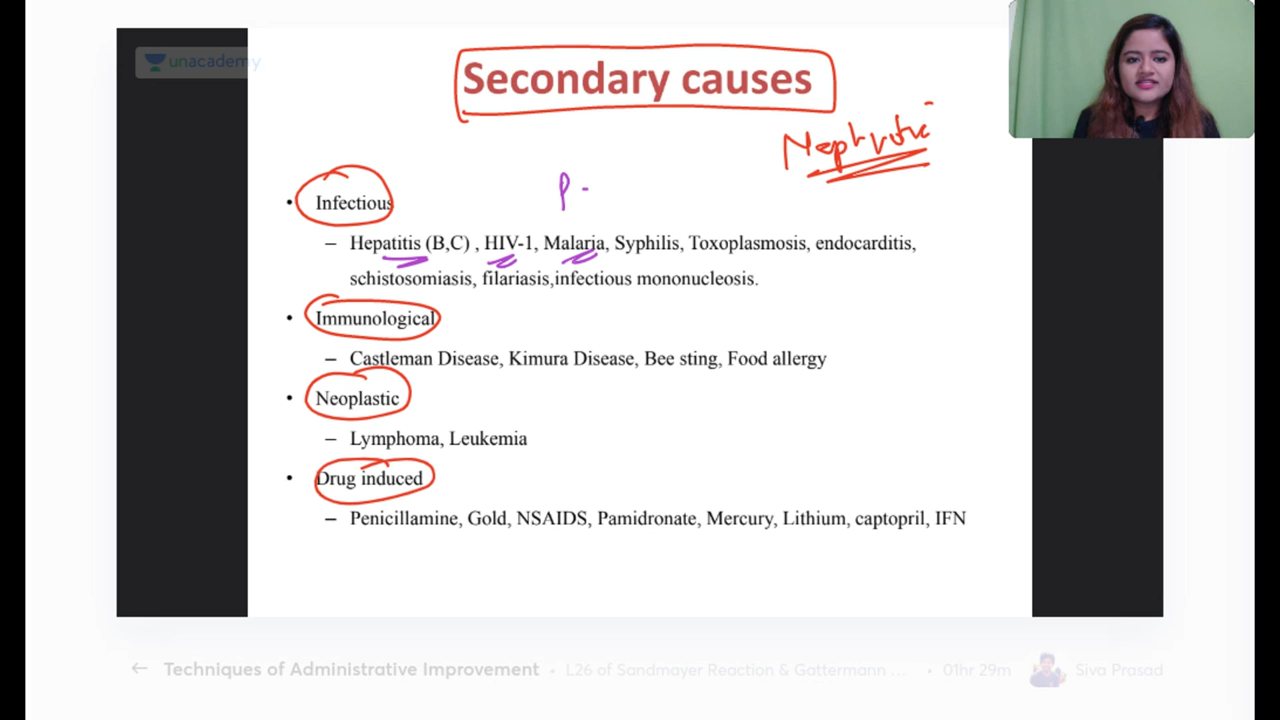 unacademy
Secondary causes
Nephrotic
P -
• Infectious
– Hepatitis (B,C) , HIV-1, Malaria, Syphilis, Toxoplasmosis, endocarditis,
schistosomiasis, filariasis,infectious mononucleosis.
• Immunological
– Castleman Disease, Kimura Disease, Bee sting, Food allergy
• Neoplastic
– Lymphoma, Leukemia
• Drug induced
– Penicillamine, Gold, NSAIDS, Pamidronate, Mercury, Lithium, captopril, IFN
← Techniques of Administrative Improvement • L26 of Sandmayer Reaction & Gattermann ... • 01hr 29m Siva Prasad